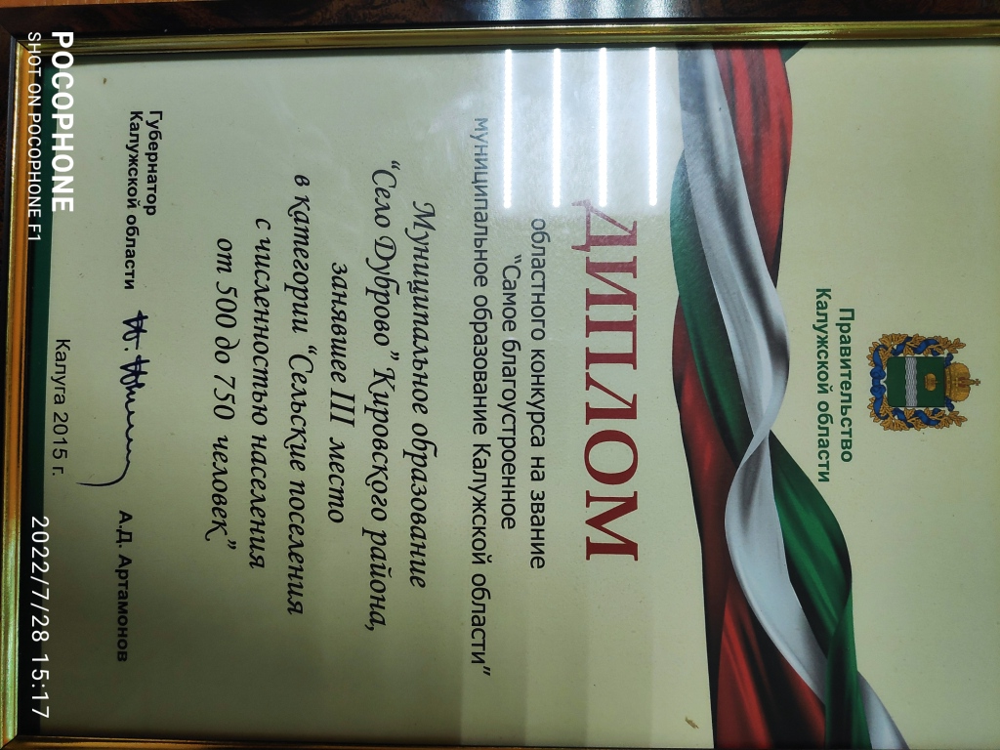 Правительство
Калужской области
ДИПЛОМ
областного конкурса на звание
"Самое благоустроенное
муниципальное образование Калужской области"
Муниципальное образование
"Село Дуброво" Кировского района,
занявшее III место
в категории "Сельские поселения
с численностью населения
от 500 до 750 человек"
Губернатор
Калужской области
А.Д. Артамонов
Калуга 2015 г.
POCOPHONE
SHOT ON POCOPHONE F1
2022/7/28 15:17